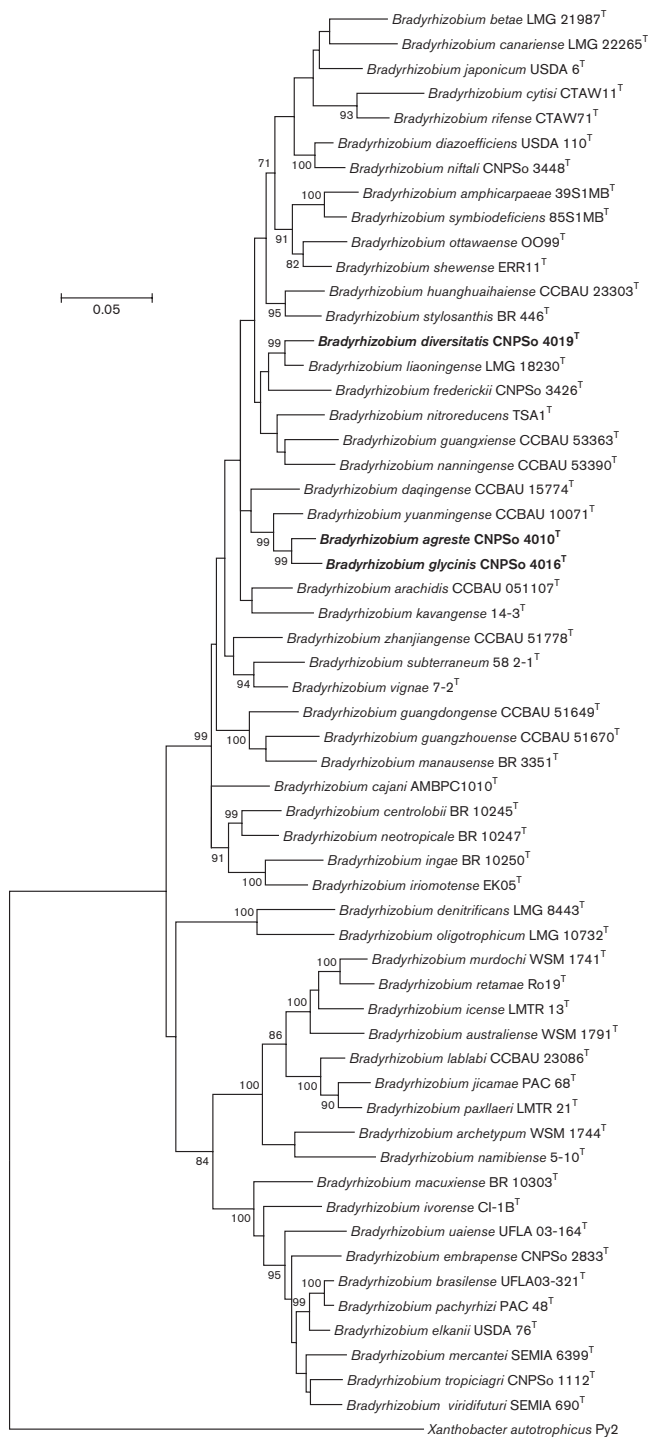 Bradyrhizobium betae LMG 21987T
Bradyrhizobium canariense LMG 22265T
Bradyrhizobium japonicum USDA 6T
Bradyrhizobium cytisi CTAW11T
93
Bradyrhizobium rifense CTAW71T
Bradyrhizobium diazoefficiens USDA 110T
71
100
Bradyrhizobium niftali CNPSo 3448T
100
Bradyrhizobium amphicarpaeae 39S1MBT
Bradyrhizobium symbiodeficiens 85S1MBT
91
Bradyrhizobium ottawaense OO99T
82
Bradyrhizobium shewense ERR11T
Bradyrhizobium huanghuaihaiense CCBAU 23303T
0.05
95
Bradyrhizobium stylosanthis BR 446T
99
Bradyrhizobium diversitatis CNPSo 4019T
Bradyrhizobium liaoningense LMG 18230T
Bradyrhizobium frederickii CNPSo 3426T
Bradyrhizobium nitroreducens TSA1T
Bradyrhizobium guangxiense CCBAU 53363T
Bradyrhizobium nanningense CCBAU 53390T
Bradyrhizobium daqingense CCBAU 15774T
Bradyrhizobium yuanmingense CCBAU 10071T
99
Bradyrhizobium agreste CNPSo 4010T
99
Bradyrhizobium glycinis CNPSo 4016T
Bradyrhizobium arachidis CCBAU 051107T
Bradyrhizobium kavangense 14-3T
Bradyrhizobium zhanjiangense CCBAU 51778T
Bradyrhizobium subterraneum 58 2-1T
94
Bradyrhizobium vignae 7-2T
Bradyrhizobium guangdongense CCBAU 51649T
99
100
Bradyrhizobium guangzhouense CCBAU 51670T
Bradyrhizobium manausense BR 3351T
Bradyrhizobium cajani AMBPC1010T
99
Bradyrhizobium centrolobii BR 10245T
Bradyrhizobium neotropicale BR 10247T
91
Bradyrhizobium ingae BR 10250T
100
Bradyrhizobium iriomotense EK05T
100
Bradyrhizobium denitrificans LMG 8443T
Bradyrhizobium oligotrophicum LMG 10732T
100
Bradyrhizobium murdochi WSM 1741T
Bradyrhizobium retamae Ro19T
100
Bradyrhizobium icense LMTR 13T
86
Bradyrhizobium australiense WSM 1791T
Bradyrhizobium lablabi CCBAU 23086T
100
100
Bradyrhizobium jicamae PAC 68T
90
Bradyrhizobium paxllaeri LMTR 21T
Bradyrhizobium archetypum WSM 1744T
84
Bradyrhizobium namibiense 5-10T
Bradyrhizobium macuxiense BR 10303T
100
Bradyrhizobium ivorense CI-1BT
Bradyrhizobium uaiense UFLA 03-164T
95
Bradyrhizobium embrapense CNPSo 2833T
100
Bradyrhizobium brasilense UFLA03-321T
99
Bradyrhizobium pachyrhizi PAC 48T
Bradyrhizobium elkanii USDA 76T
Bradyrhizobium mercantei SEMIA 6399T
Bradyrhizobium tropiciagri CNPSo 1112T
Bradyrhizobium viridifuturi SEMIA 690T
Xanthobacter autotrophicus Py2